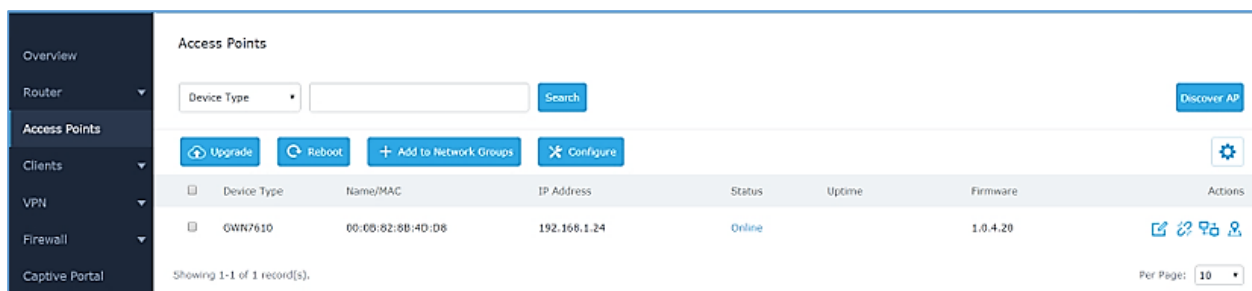 Overview
Router
Access Points
Clients
VPN
Firewall
Captive Portal
Access Points
Device Type Search Discover AP
Upgrade Reboot Add to Network Groups Configure
Device Type Name/MAC IP Address Status Uptime Firmware Actions
GWN7610 00:0B:82:8B:4D:D8 192.168.1.24 Online 1.0.4.20
Showing 1-1 of 1 record(s). Per Page: 10